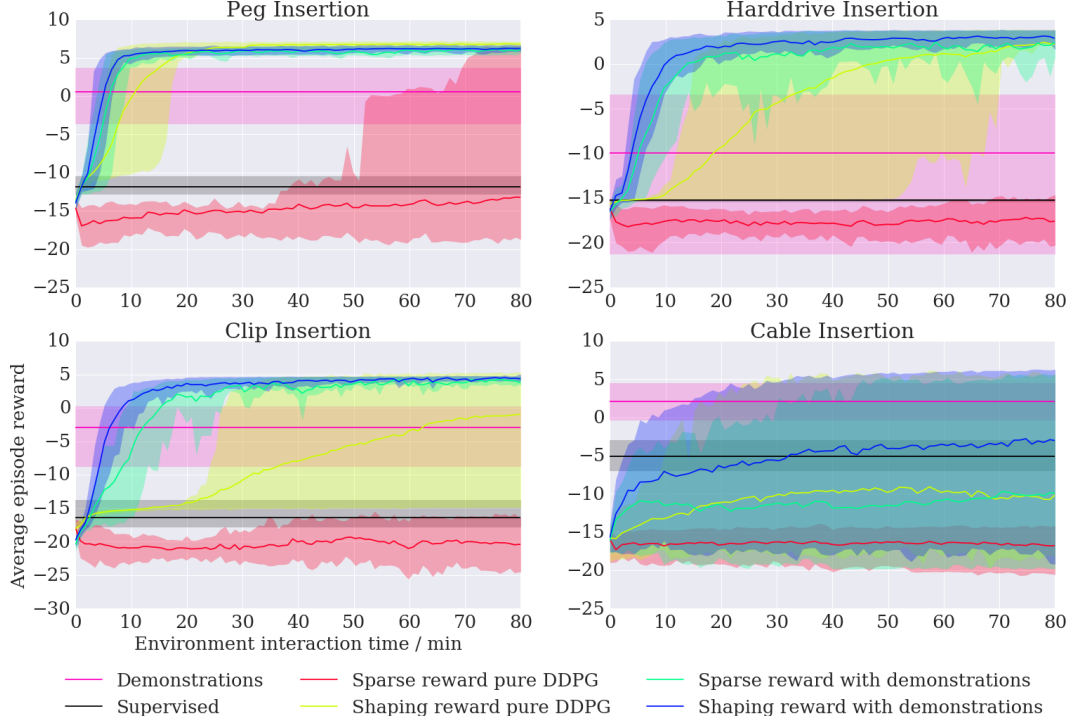 Peg Insertion
Harddrive Insertion
10
5
0
−5
−10
−15
−20
−25
0 10 20 30 40 50 60 70 80
5
0
−5
−10
−15
−20
−25
0 10 20 30 40 50 60 70 80
Clip Insertion
Cable Insertion
Average episode reward
10
5
0
−5
−10
−15
−20
−25
−30
0 10 20 30 40 50 60 70 80
Environment interaction time / min
10
5
0
−5
−10
−15
−20
−25
0 10 20 30 40 50 60 70 80
Demonstrations
Supervised
Sparse reward pure DDPG
Shaping reward pure DDPG
Sparse reward with demonstrations
Shaping reward with demonstrations